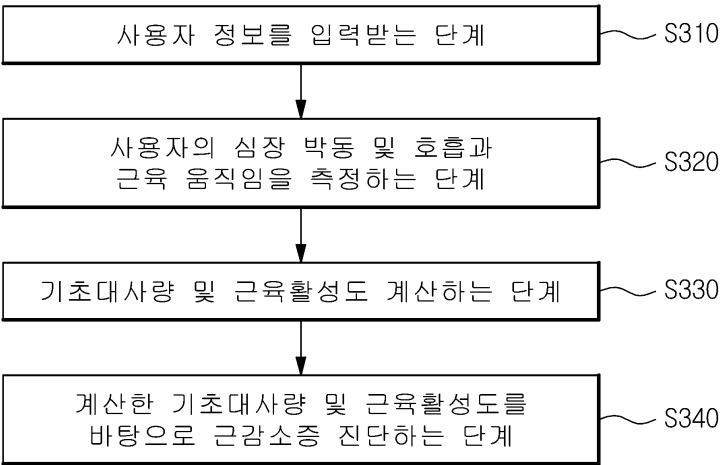 사용자 정보를 입력받는 단계
S310
사용자의 심장 박동 및 호흡과
근육 움직임을 측정하는 단계
S320
기초대사량 및 근육활성도 계산하는 단계
S330
계산한 기초대사량 및 근육활성도를
바탕으로 근감소증 진단하는 단계
S340